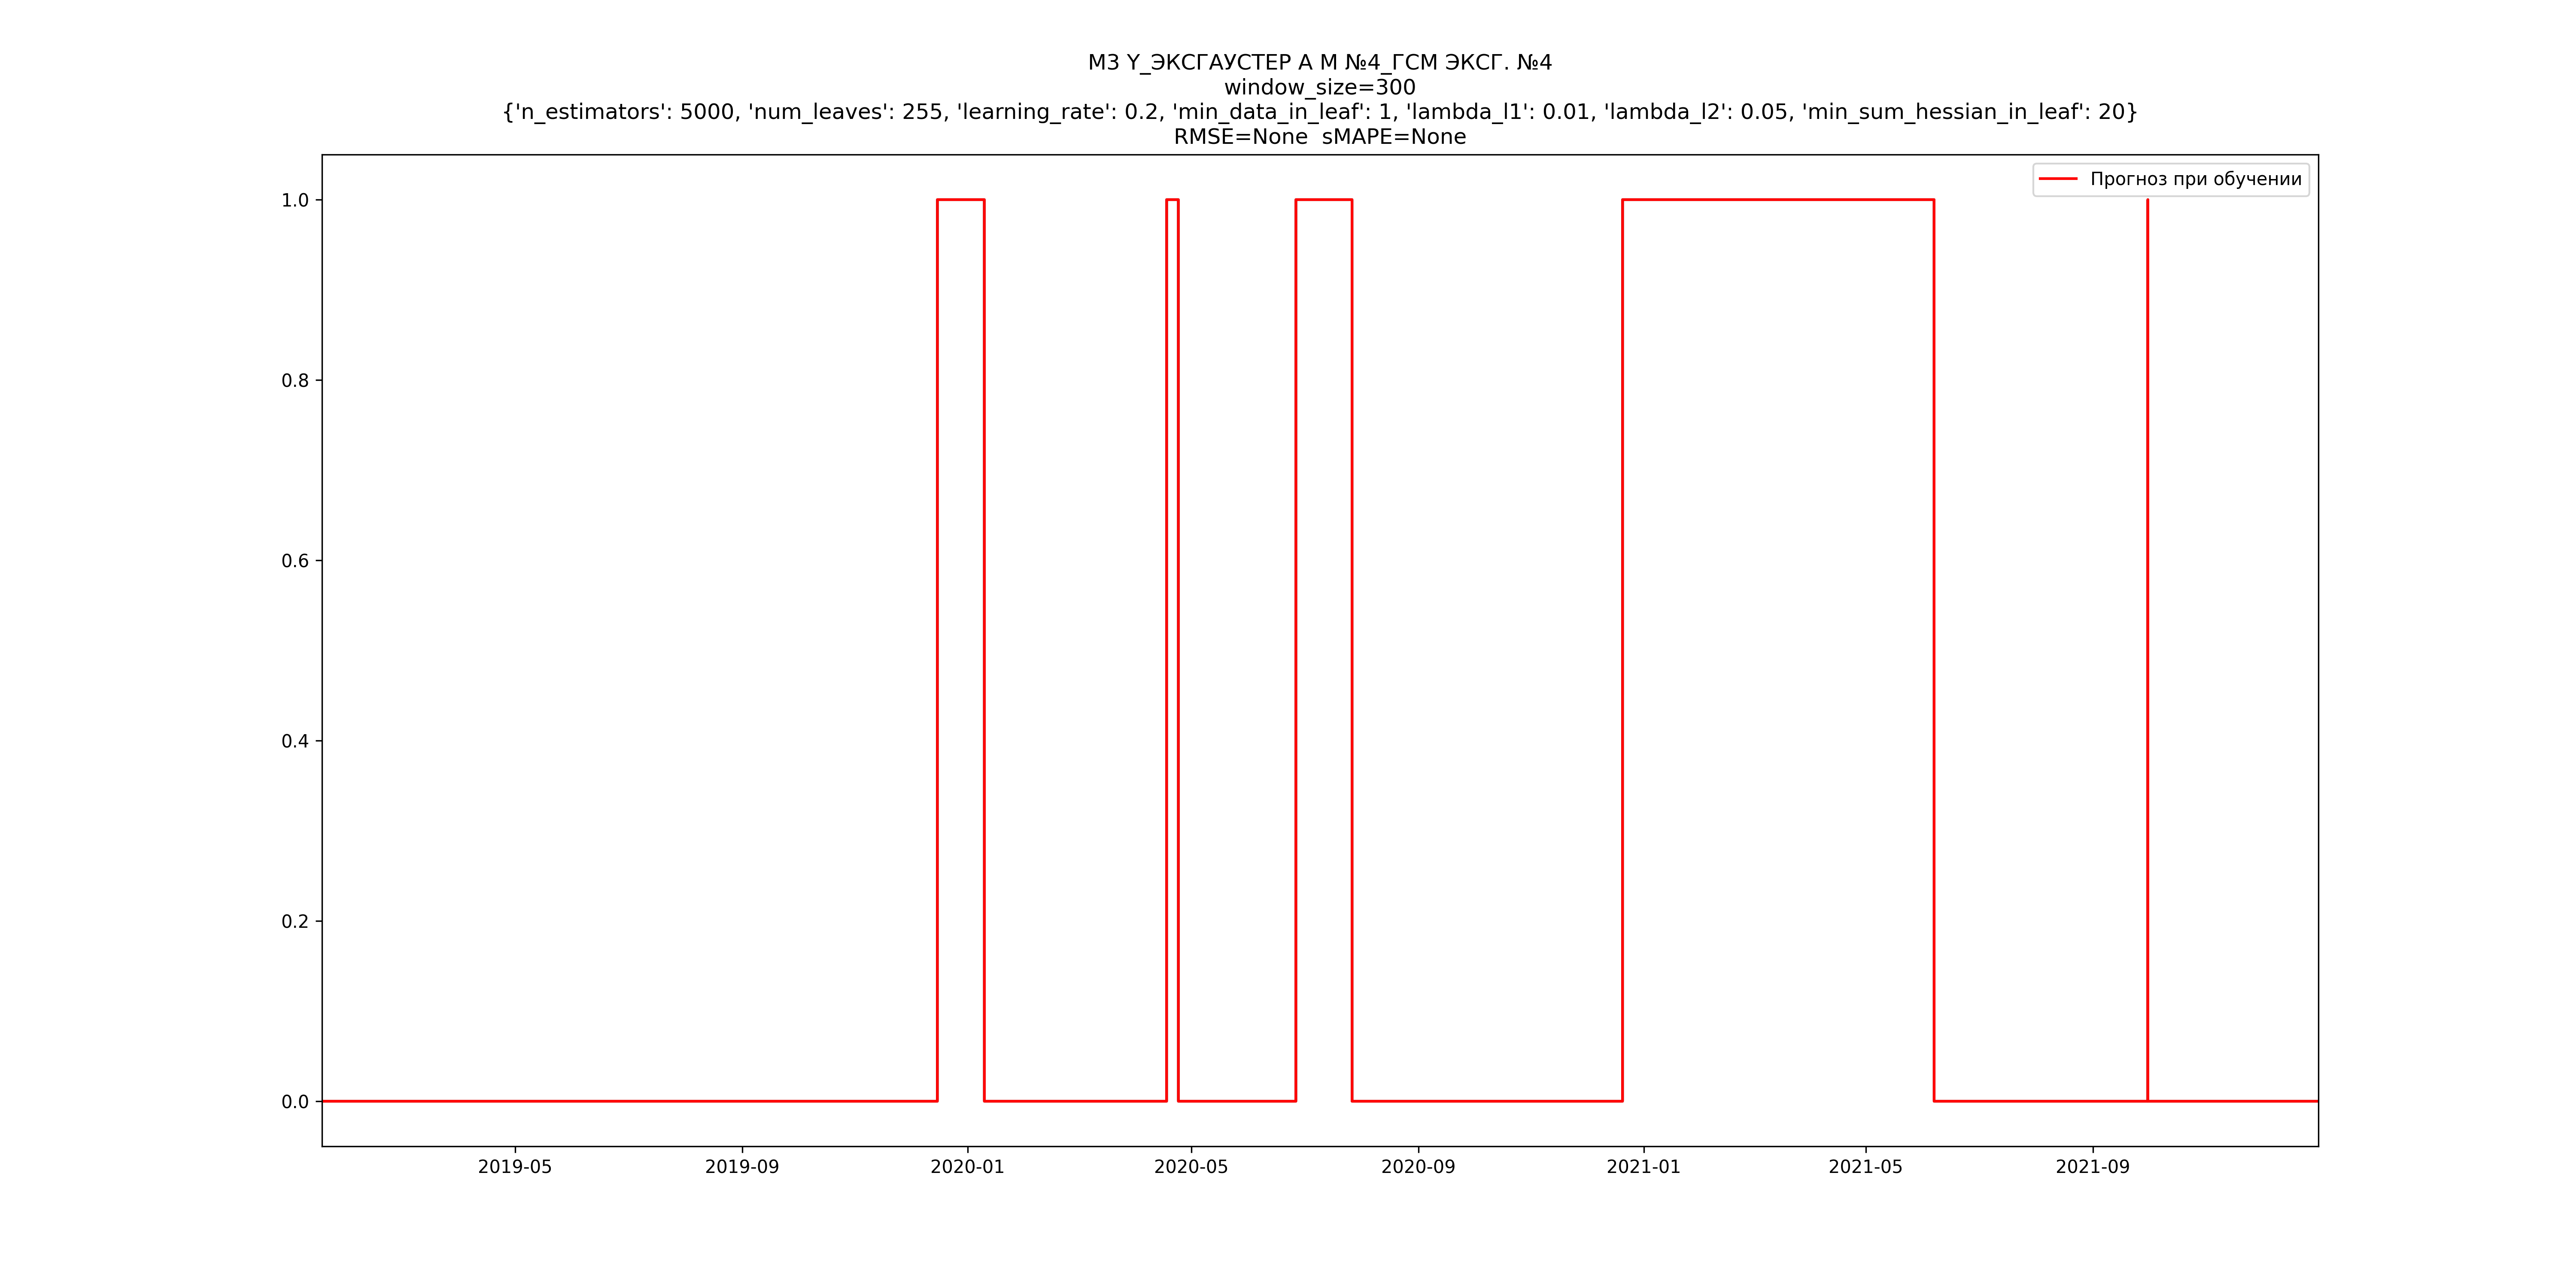 М3 Y_ЭКСГАУСТЕР А М №4_ГСМ ЭКСГ. №4
window_size=300
{'n_estimators': 5000, 'num_leaves': 255, 'learning_rate': 0.2, 'min_data_in_leaf': 1, 'lambda_l1': 0.01, 'lambda_l2': 0.05, 'min_sum_hessian_in_leaf': 20}
RMSE=None  sMAPE=None
Прогноз при обучении
1.0
0.8
0.6
0.4
0.2
0.0
2019-05
2019-09
2020-01
2020-05
2020-09
2021-01
2021-05
2021-09